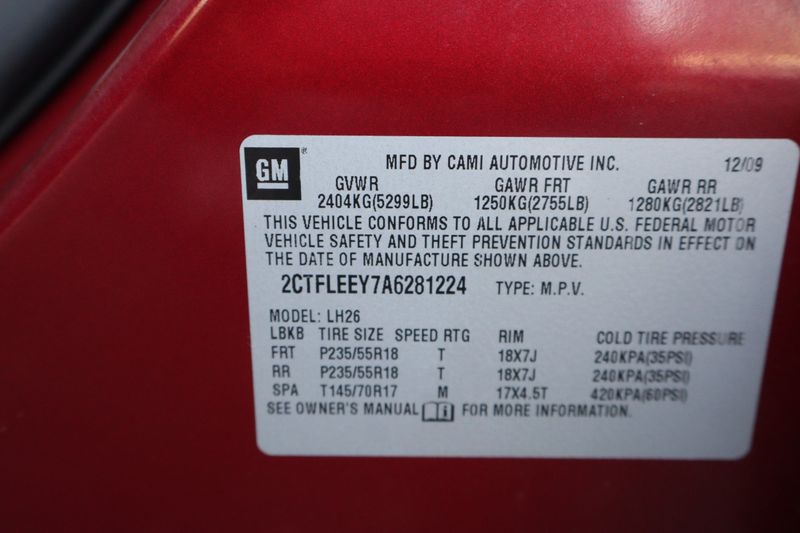 GM MFD BY CAMI AUTOMOTIVE INC. 12/09
GVWR GAWR FRT GAWR RR
2404KG(5299LB) 1250KG(2755LB) 1280KG(2821LB)
THIS VEHICLE CONFORMS TO ALL APPLICABLE U.S. FEDERAL MOTOR
VEHICLE SAFETY AND THEFT PREVENTION STANDARDS IN EFFECT ON
THE DATE OF MANUFACTURE SHOWN ABOVE.
2CTFLEEY7A6281224 TYPE: M.P.V.
MODEL: LH26
LBKB TIRE SIZE SPEED RTG RIM COLD TIRE PRESSURE
FRT P235/55R18 T 18X7J 240KPA(35PSI)
RR P235/55R18 T 18X7J 240KPA(35PSI)
SPA T145/70R17 M 17X4.5T 420KPA(60PSI)
SEE OWNER'S MANUAL FOR MORE INFORMATION.